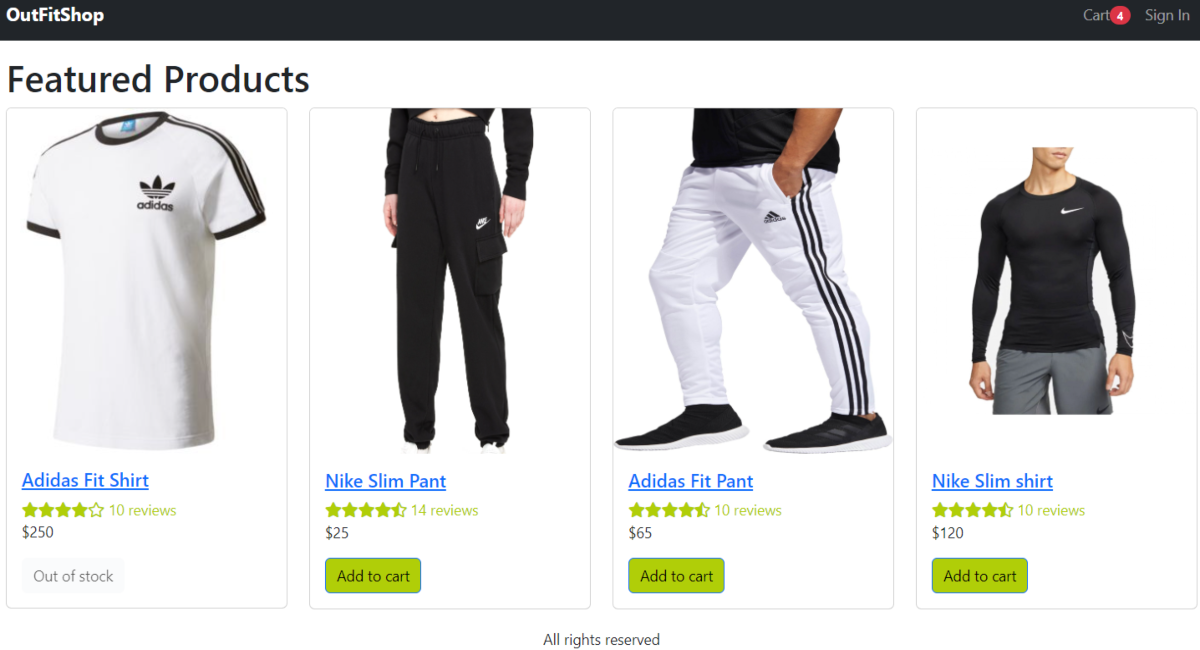 OutFitShop
Cart 4 Sign In
Featured Products
adidas
adidas
Adidas Fit Shirt
10 reviews
$250
Out of stock
Nike Slim Pant
14 reviews
$25
Add to cart
Adidas Fit Pant
10 reviews
$65
Add to cart
Nike Slim shirt
10 reviews
$120
Add to cart
All rights reserved